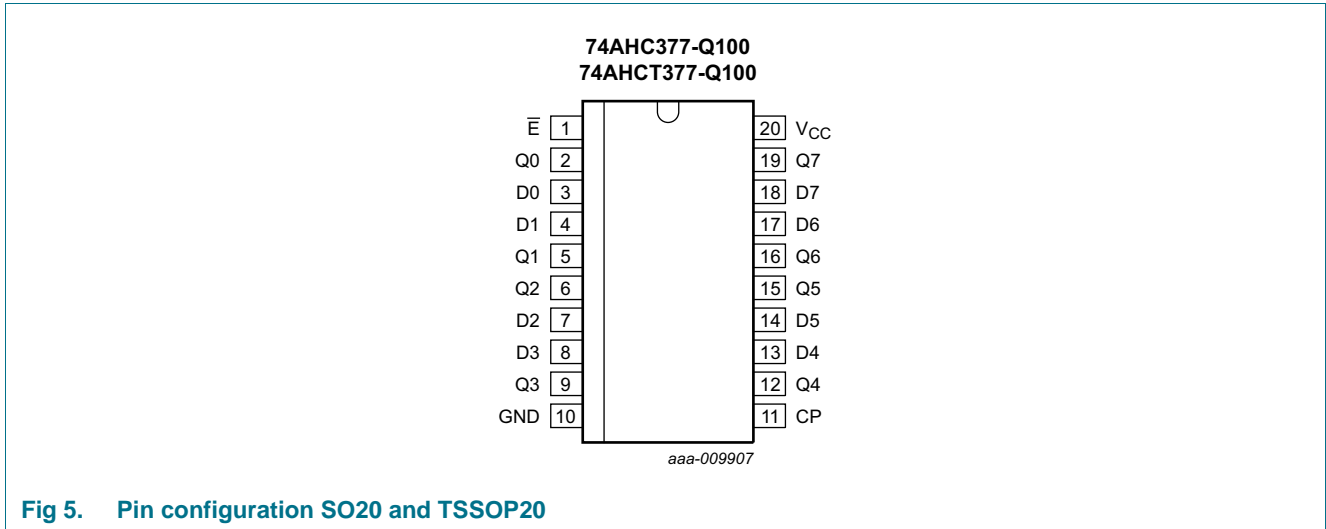 74AHC377-Q100
74AHCT377-Q100
E̅ 1 20 VCC
Q0 2 19 Q7
D0 3 18 D7
D1 4 17 D6
Q1 5 16 Q6
Q2 6 15 Q5
D2 7 14 D5
D3 8 13 D4
Q3 9 12 Q4
GND 10 11 CP
aaa-009907
Fig 5. Pin configuration SO20 and TSSOP20